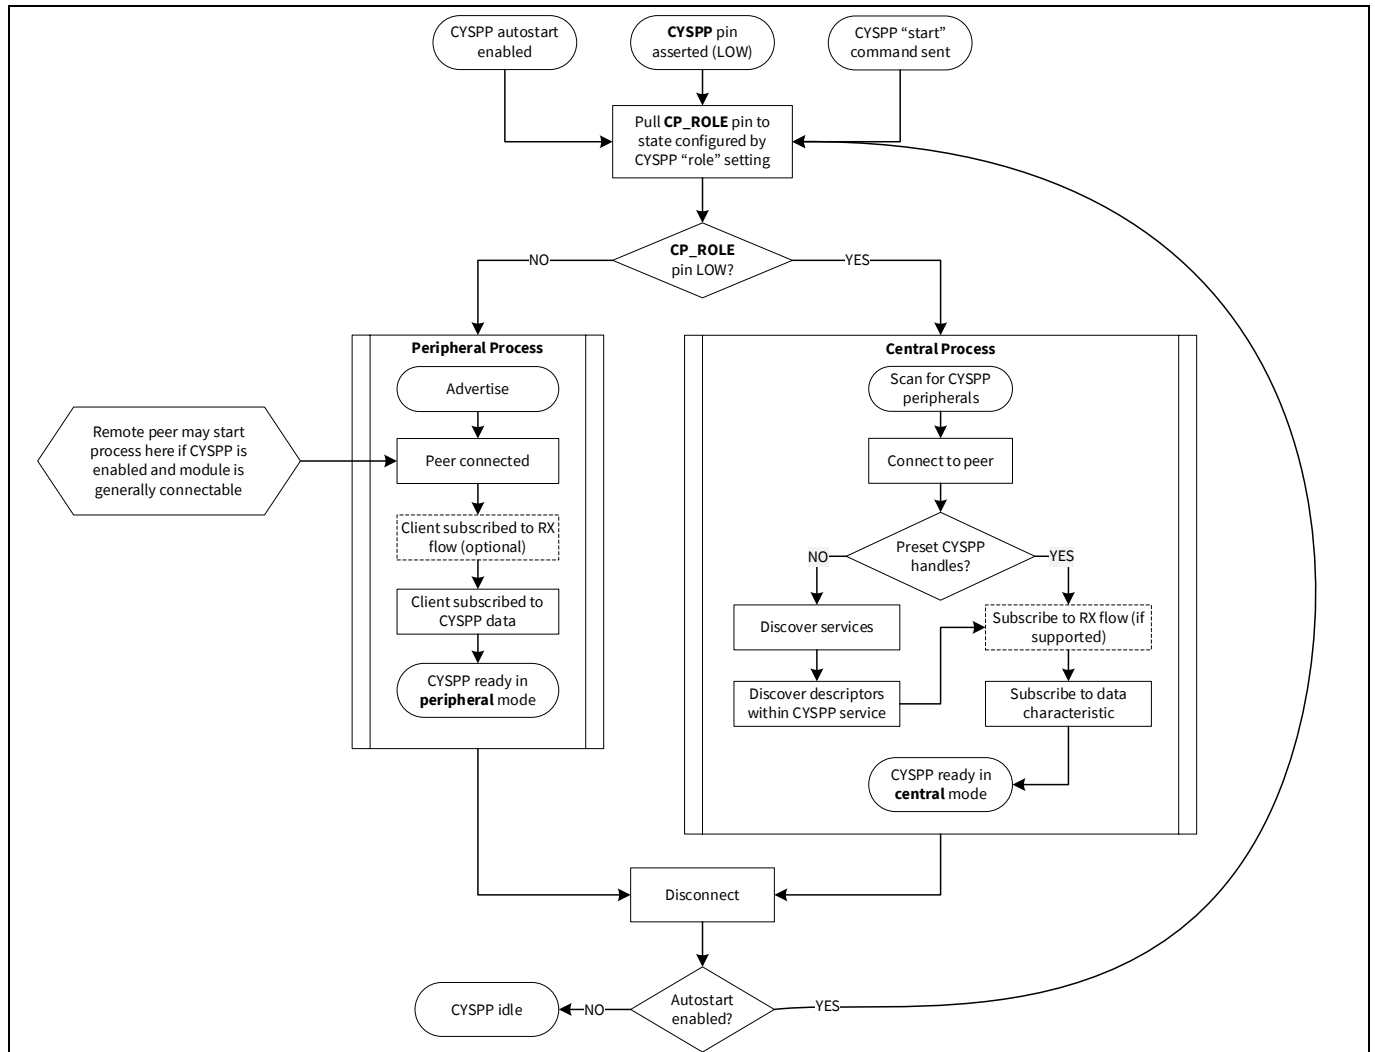 CYSPP autostart
enabled
CYSPP pin
asserted (LOW)
CYSPP “start”
command sent
Pull CP_ROLE pin to
state configured by
CYSPP “role” setting
CP_ROLE
pin LOW?
NO
YES
Peripheral Process
Advertise
Peer connected
Client subscribed to RX
flow (optional)
Client subscribed to
CYSPP data
CYSPP ready in
peripheral mode
Remote peer may start
process here if CYSPP is
enabled and module is
generally connectable
Central Process
Scan for CYSPP
peripherals
Connect to peer
Preset CYSPP
handles?
NO
YES
Discover services
Discover descriptors
within CYSPP service
Subscribe to RX flow (if
supported)
Subscribe to data
characteristic
CYSPP ready in
central mode
Disconnect
Autostart
enabled?
NO
YES
CYSPP idle